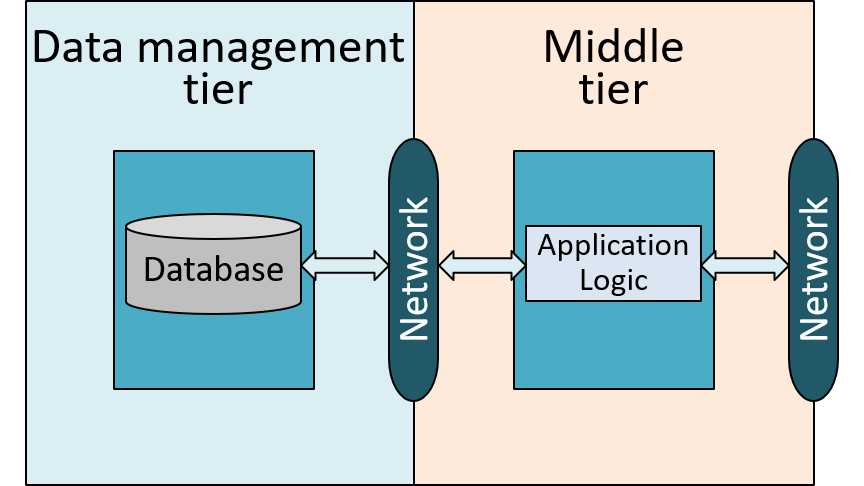 Data management
tier
Middle
tier
Database
Network
Application
Logic
Network